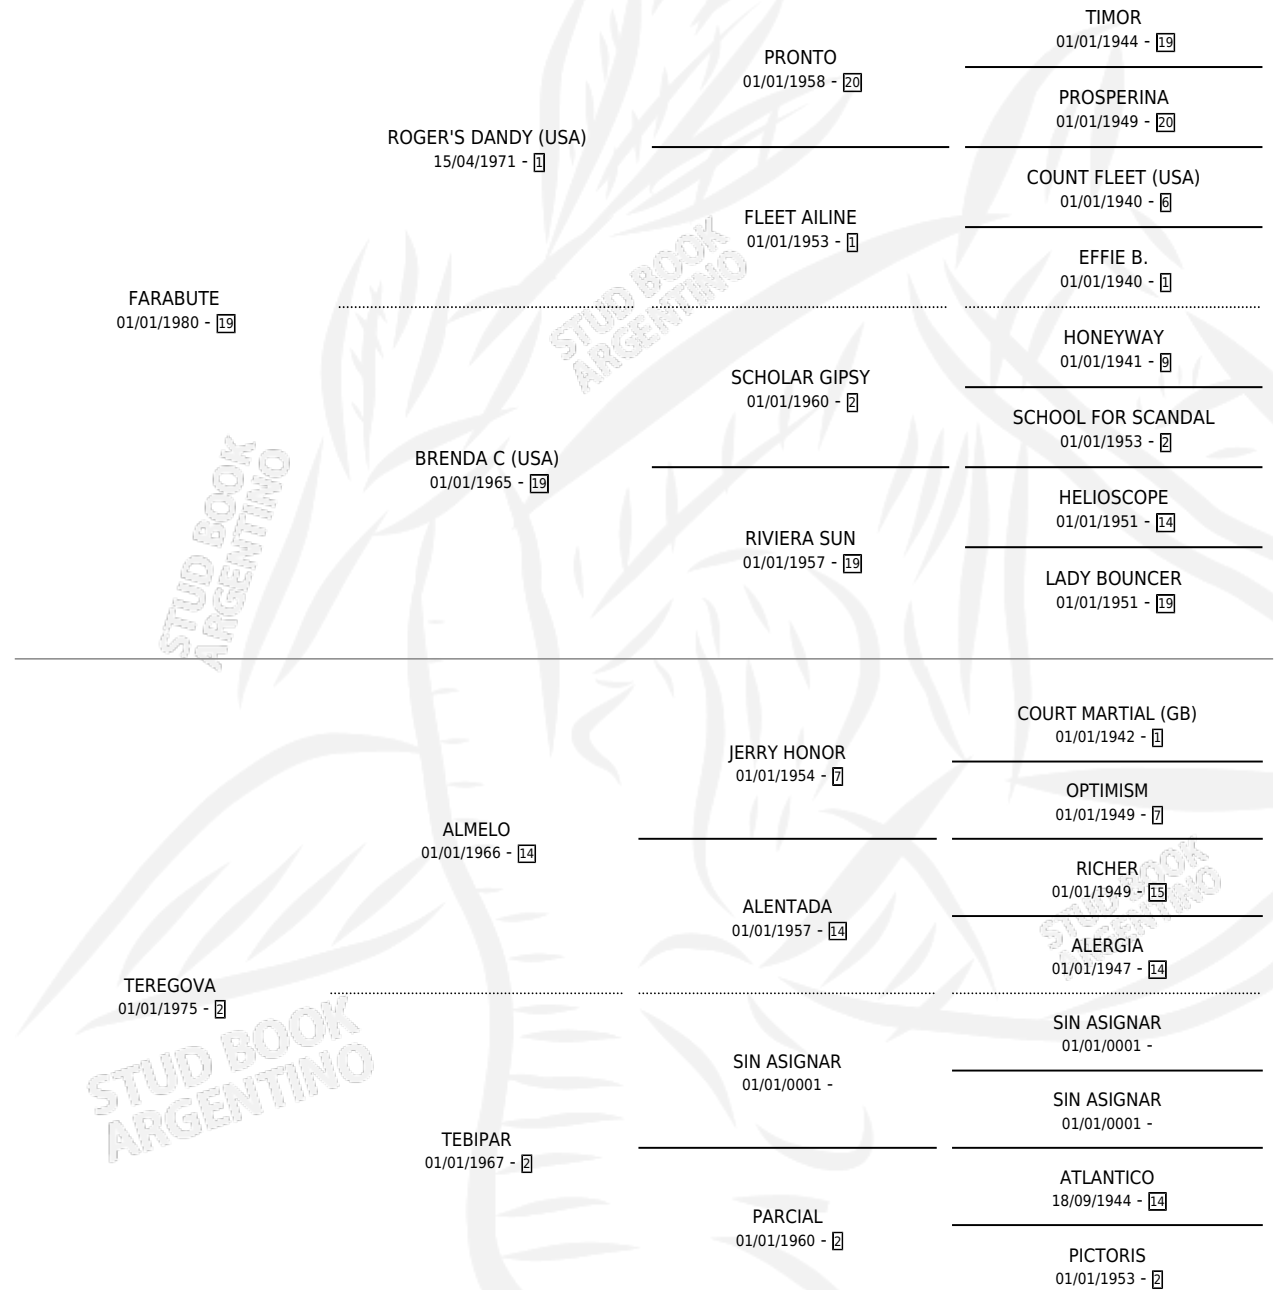 TIMOR
01/01/1944 - 19
PRONTO
01/01/1958 - 20
PROSPERINA
01/01/1949 - 20
ROGER'S DANDY (USA)
15/04/1971 - 1
COUNT FLEET (USA)
01/01/1940 - 6
FLEET AILINE
01/01/1953 - 1
EFFIE B.
01/01/1940 - 1
FARABUTE
01/01/1980 - 19
HONEYWAY
01/01/1941 - 9
SCHOLAR GIPSY
01/01/1960 - 2
SCHOOL FOR SCANDAL
01/01/1953 - 2
BRENDA C (USA)
01/01/1965 - 19
HELIOSCOPE
01/01/1951 - 14
RIVIERA SUN
01/01/1957 - 19
LADY BOUNCER
01/01/1951 - 19
STUD BOOK
ARGENTINO
STUD BOOK
ARGENTINO
COURT MARTIAL (GB)
01/01/1942 - 1
JERRY HONOR
01/01/1954 - 7
OPTIMISM
01/01/1949 - 7
ALMELO
01/01/1966 - 14
RICHER
01/01/1949 - 15
ALENTADA
01/01/1957 - 14
ALERGIA
01/01/1947 - 14
TEREGOVA
01/01/1975 - 2
SIN ASIGNAR
01/01/0001 -
SIN ASIGNAR
01/01/0001 -
SIN ASIGNAR
01/01/0001 -
TEBIPAR
01/01/1967 - 2
ATLANTICO
18/09/1944 - 14
PARCIAL
01/01/1960 - 2
PICTORIS
01/01/1953 - 2
STUD BOOK
ARGENTINO
STUD BOOK
ARGENTINO